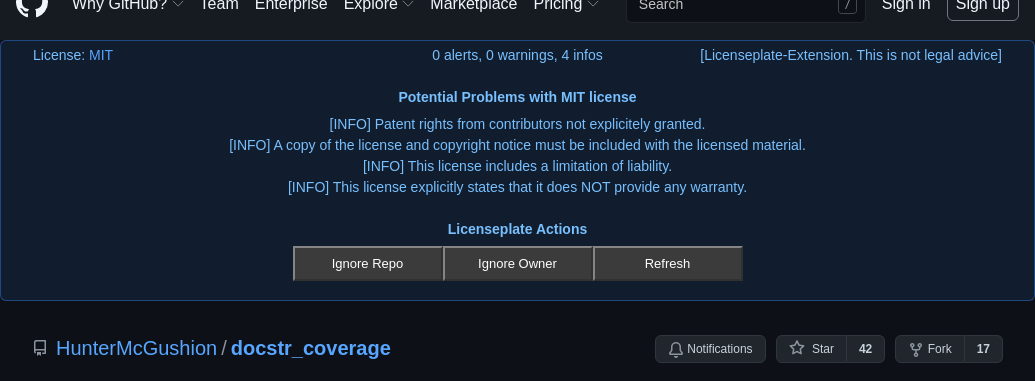 Why GitHub? Team Enterprise Explore Marketplace Pricing Search / Sign in Sign up
License: MIT 0 alerts, 0 warnings, 4 infos [Licenseplate-Extension. This is not legal advice]
Potential Problems with MIT license
[INFO] Patent rights from contributors not explicitely granted.
[INFO] A copy of the license and copyright notice must be included with the licensed material.
[INFO] This license includes a limitation of liability.
[INFO] This license explicitly states that it does NOT provide any warranty.
Licenseplate Actions
Ignore Repo Ignore Owner Refresh
HunterMcGushion / docstr_coverage Notifications Star 42 Fork 17